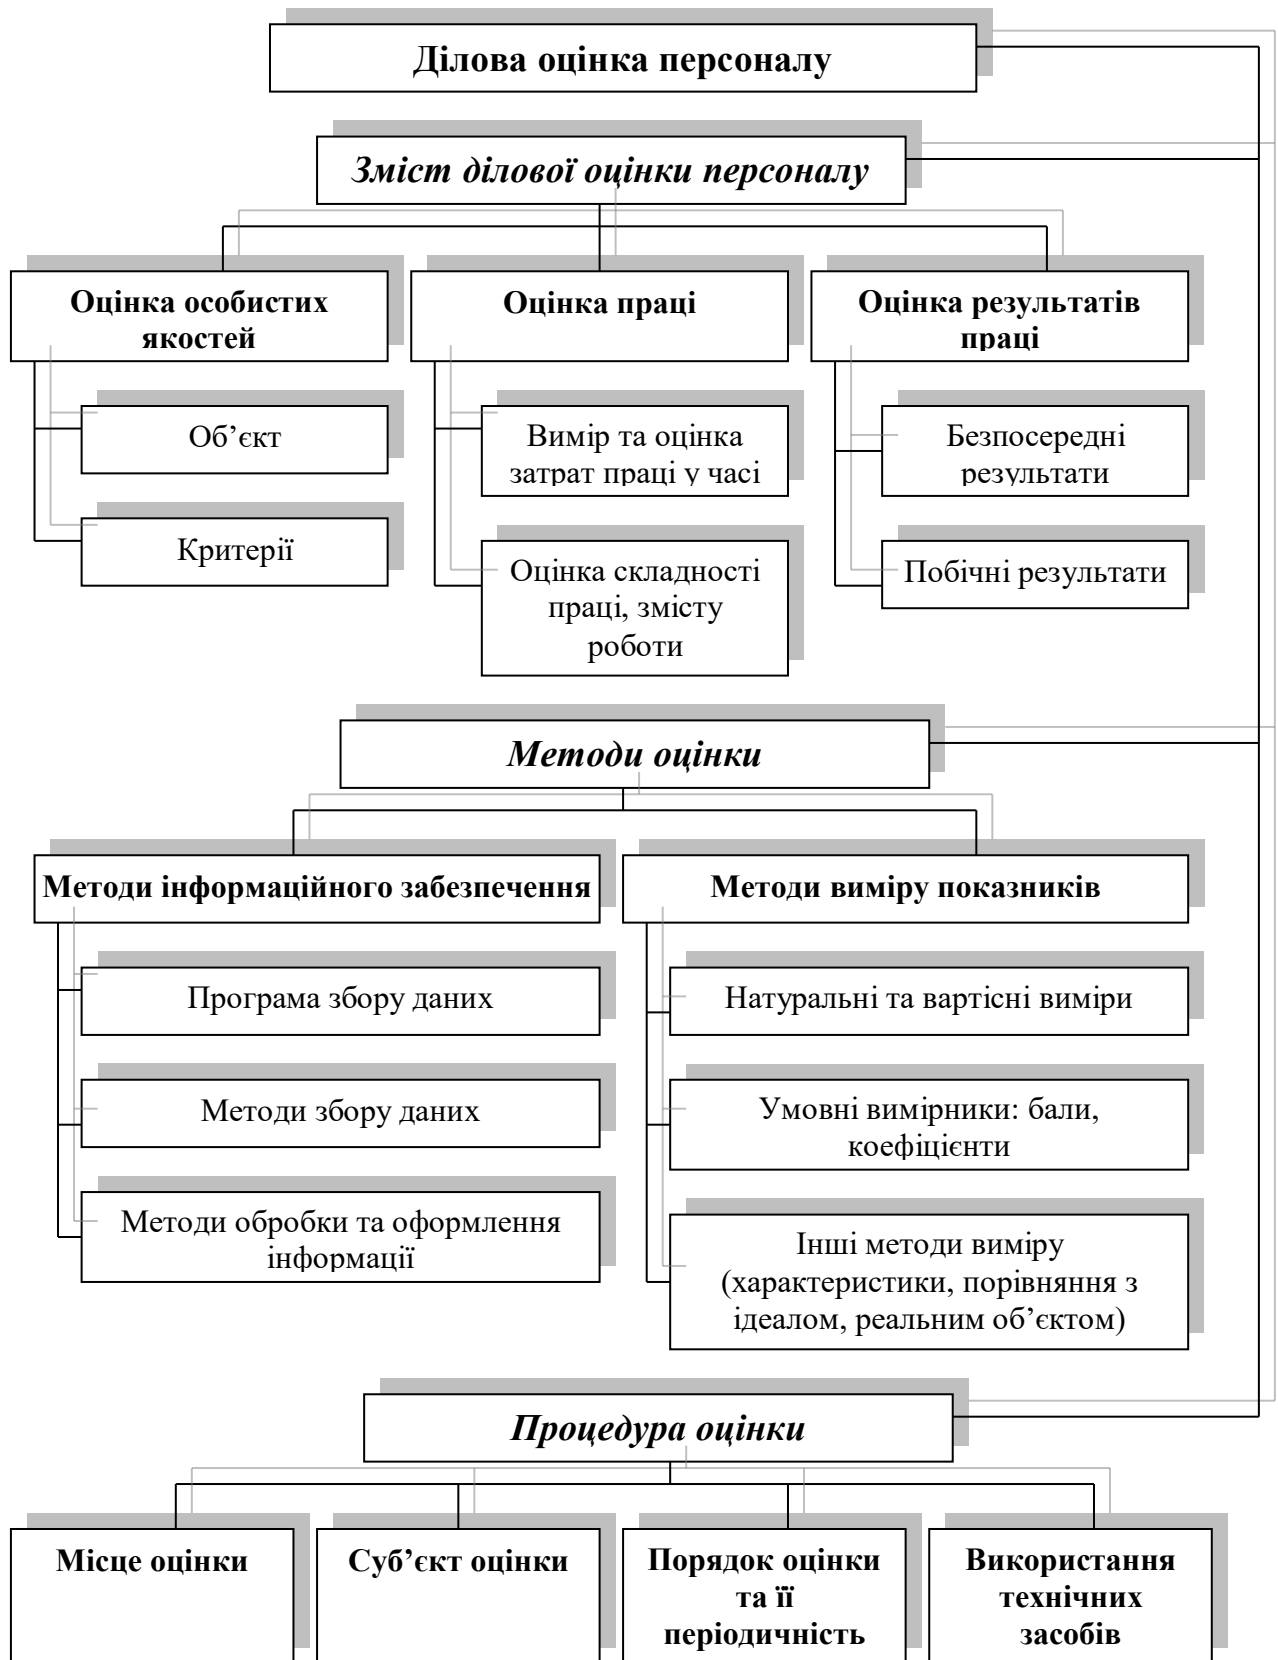 Ділова оцінка персоналу
Зміст ділової оцінки персоналу
Оцінка особистих
якостей
Оцінка праці
Оцінка результатів
праці
Об’єкт
Критерії
Вимір та оцінка
затрат праці у часі
Оцінка складності
праці, змісту
роботи
Безпосередні
результати
Побічні результати
Методи оцінки
Методи інформаційного забезпечення
Методи виміру показників
Програма збору даних
Методи збору даних
Методи обробки та оформлення
інформації
Натуральні та вартісні виміри
Умовні вимірники: бали,
коефіцієнти
Інші методи виміру
(характеристики, порівняння з
ідеалом, реальним об’єктом)
Процедура оцінки
Місце оцінки
Суб’єкт оцінки
Порядок оцінки
та її
періодичність
Використання
технічних
засобів